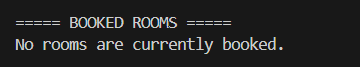 ===== BOOKED ROOMS =====
No rooms are currently booked.